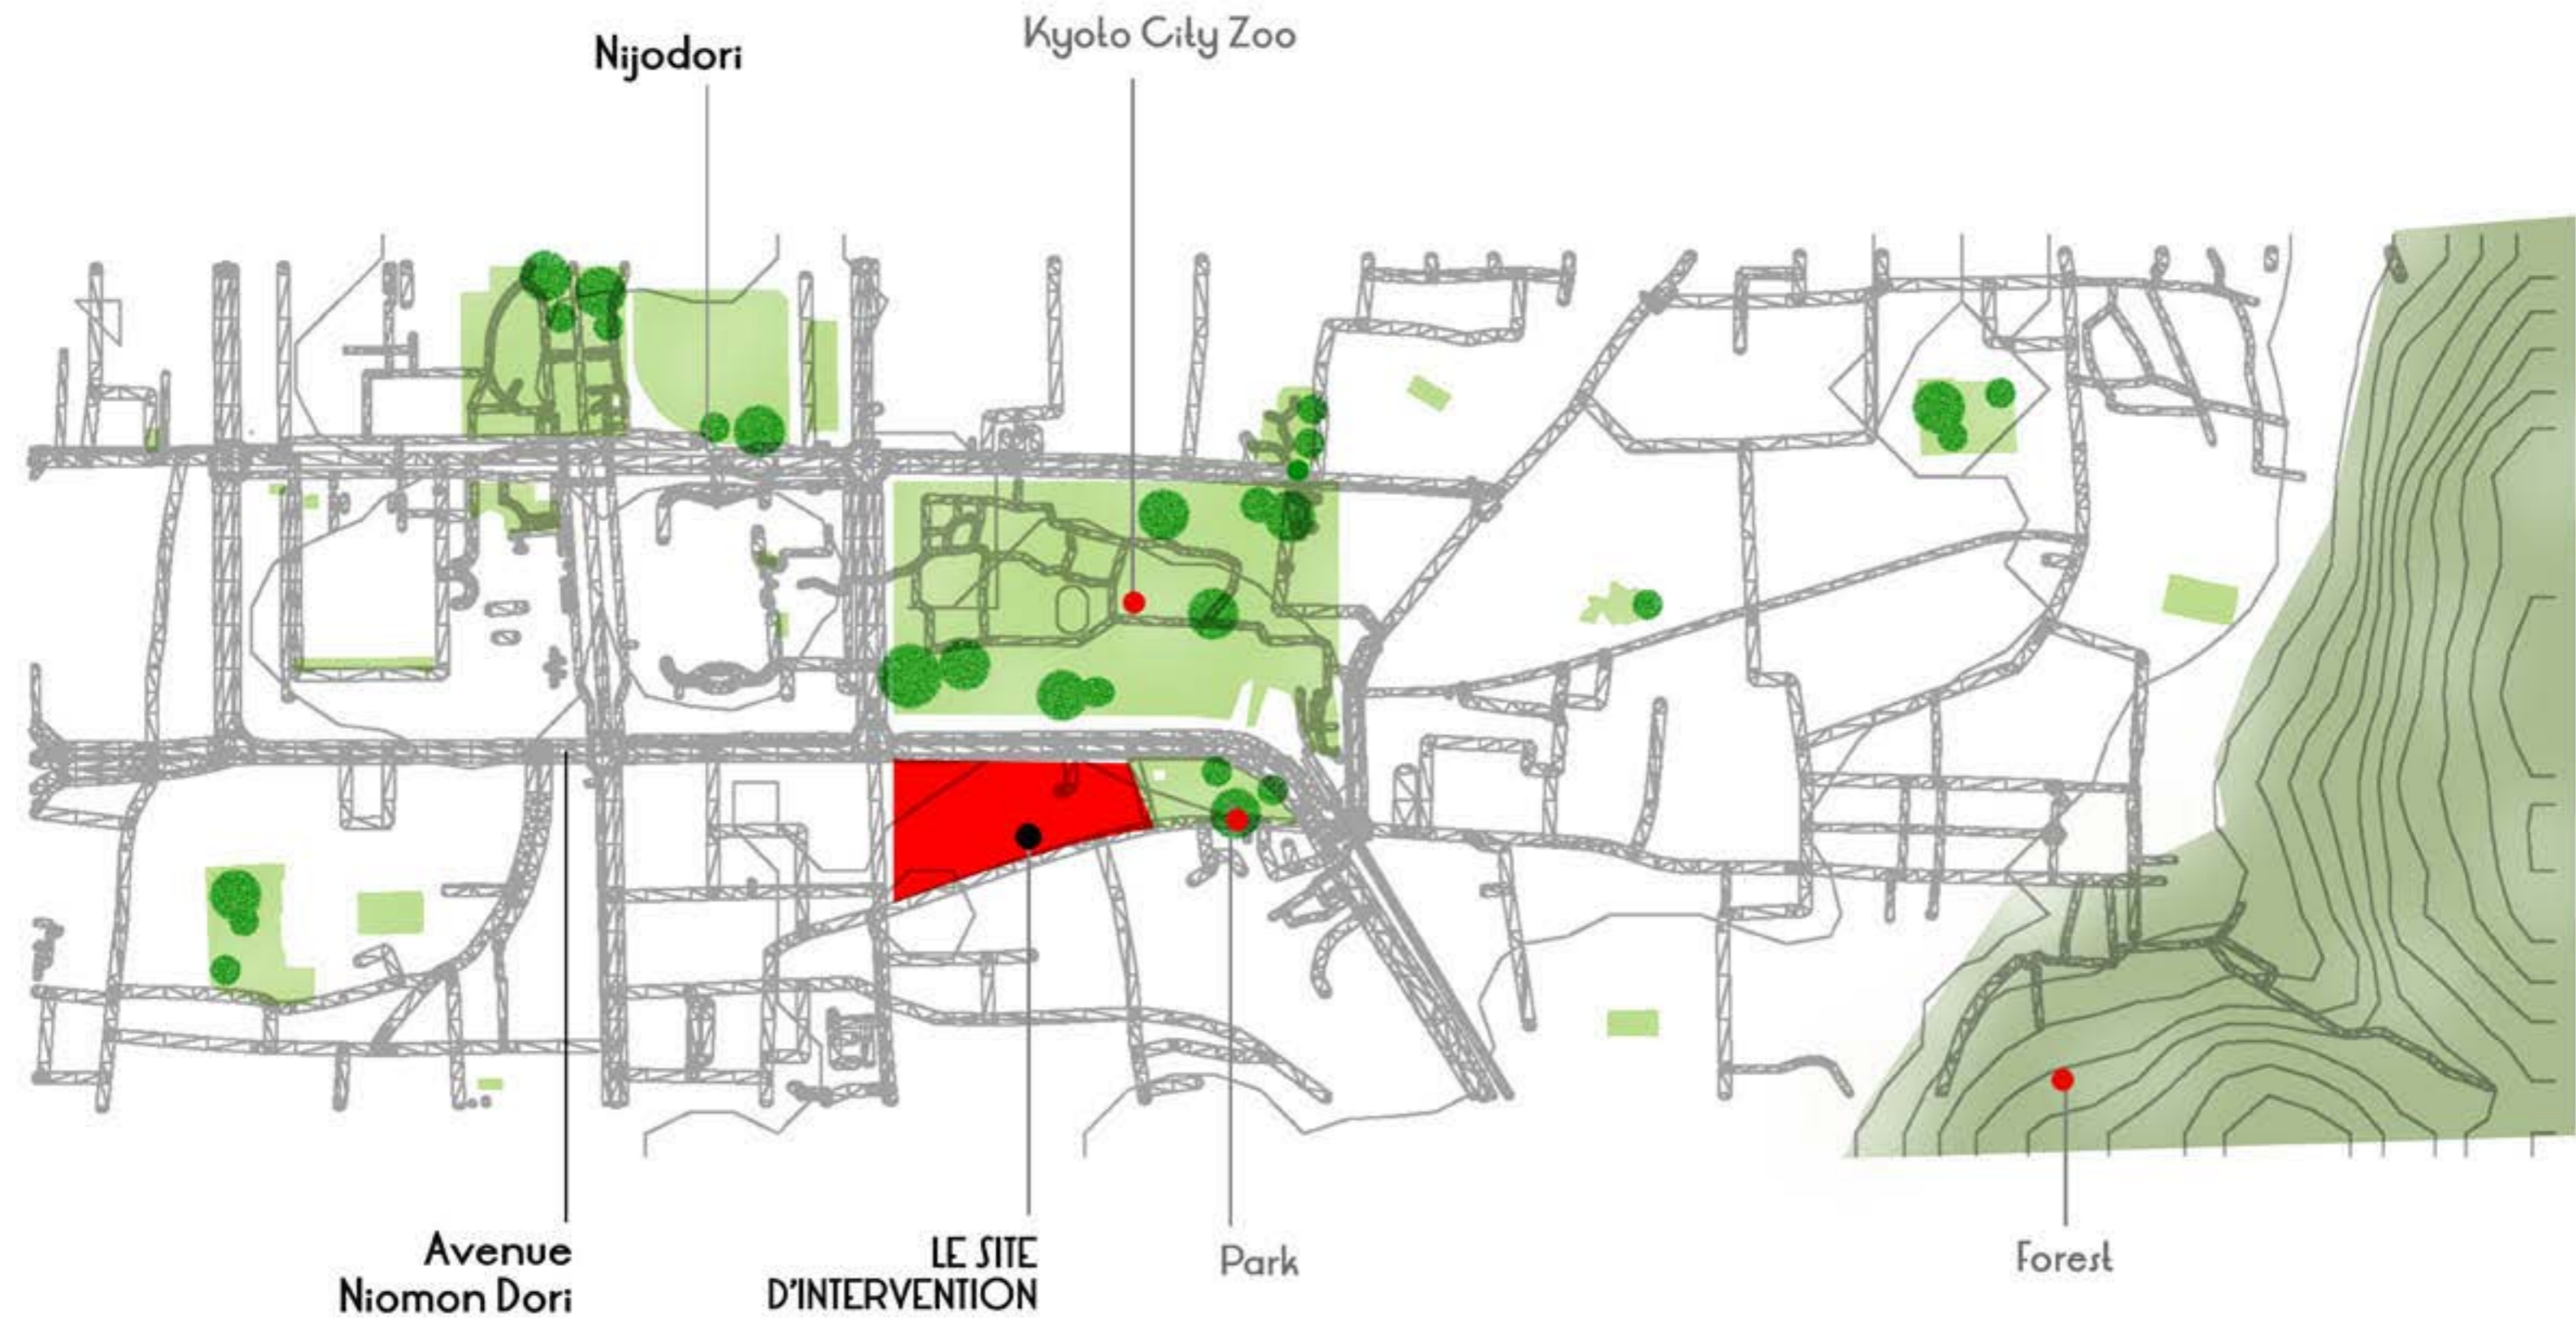 Nijodori
Kyoto City Zoo
Avenue
Niomon Dori
LE SITE
D'INTERVENTION
Park
Forest